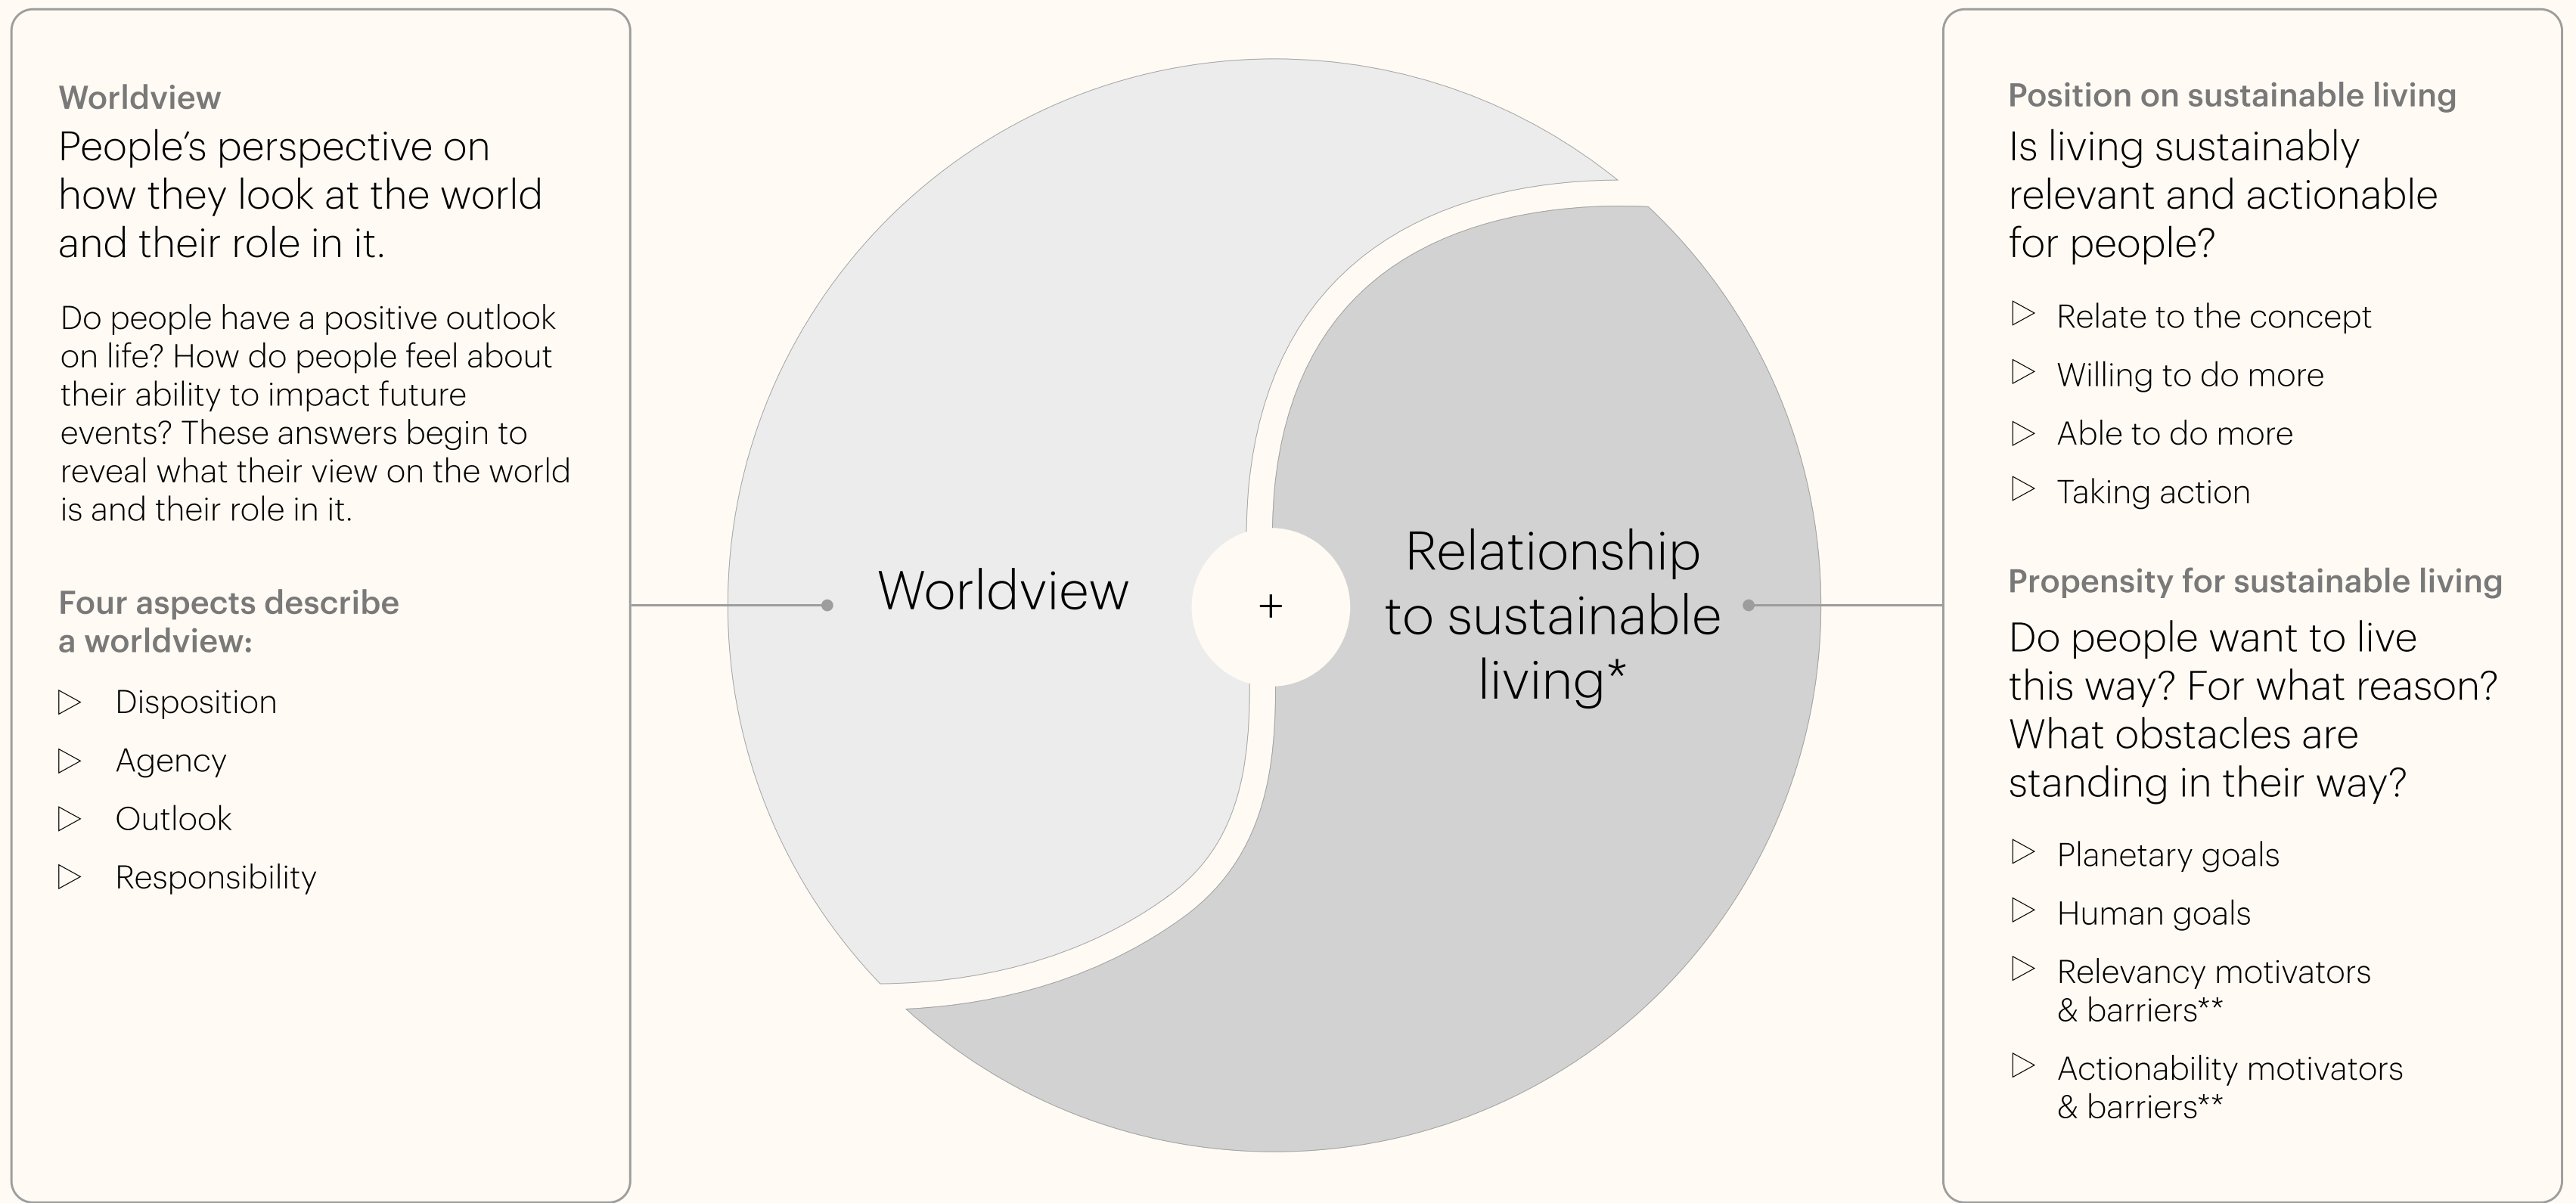 Worldview
People’s perspective on
how they look at the world
and their role in it.
Do people have a positive outlook
on life? How do people feel about
their ability to impact future
events? These answers begin to
reveal what their view on the world
is and their role in it.
Four aspects describe
a worldview:
Disposition
Agency
Outlook
Responsibility
Worldview
+
Relationship
to sustainable
living*
Position on sustainable living
Is living sustainably
relevant and actionable
for people?
Relate to the concept
Willing to do more
Able to do more
Taking action
Propensity for sustainable living
Do people want to live
this way? For what reason?
What obstacles are
standing in their way?
Planetary goals
Human goals
Relevancy motivators
& barriers**
Actionability motivators
& barriers**